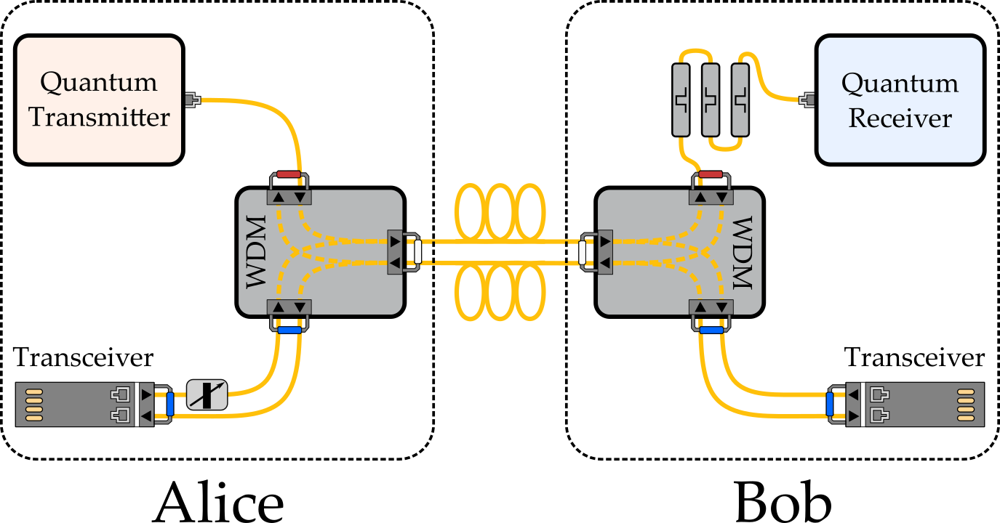 Quantum
Transmitter
Quantum
Receiver
WDM
WDM
Transceiver
Transceiver
Alice
Bob